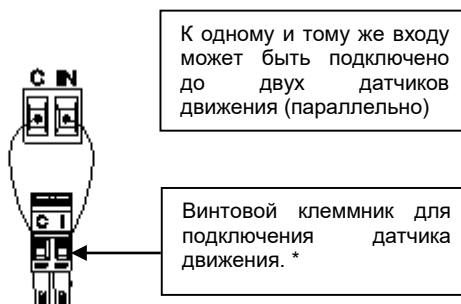 К одному и тому же входу
может быть подключено
до двух датчиков
движения (параллельно)
C IN
C I
Винтовой клеммник для
подключения датчика
движения. *